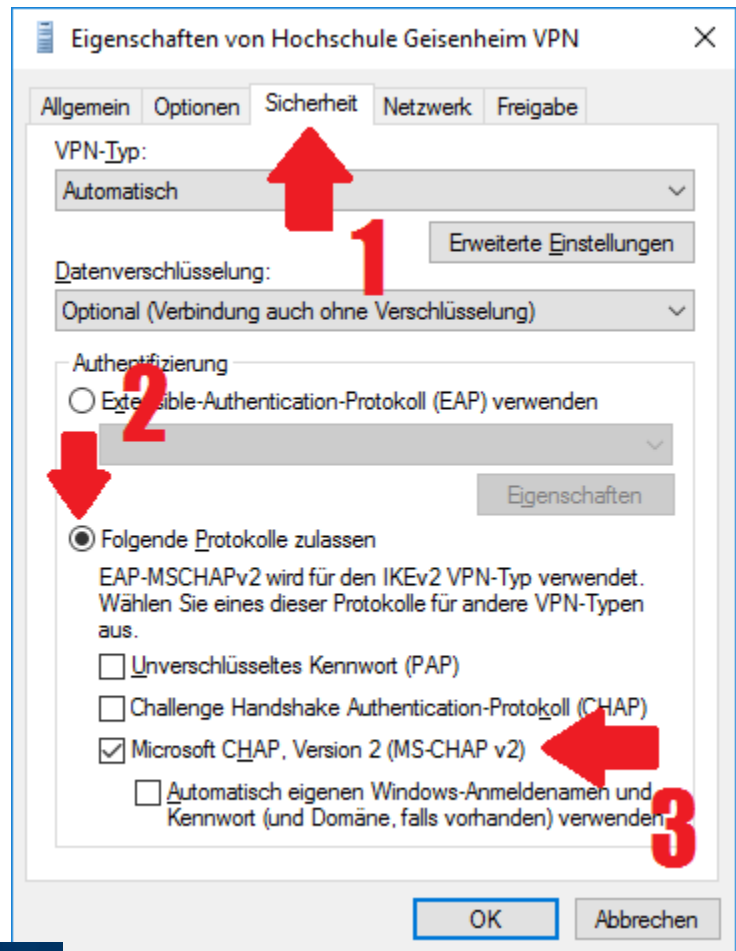 Eigenschaften von Hochschule Geisenheim VPN
Allgemein Optionen Sicherheit Netzwerk Freigabe
VPN-Typ:
Automatisch
1
Erweiterte Einstellungen
Datenverschlüsselung:
Optional (Verbindung auch ohne Verschlüsselung)
Authentifizierung
2
Extensible-Authentication-Protokoll (EAP) verwenden
Eigenschaften
Folgende Protokolle zulassen
EAP-MSCHAPv2 wird für den IKEv2 VPN-Typ verwendet.
Wählen Sie eines dieser Protokolle für andere VPN-Typen
aus.
Unverschlüsseltes Kennwort (PAP)
Challenge Handshake Authentication-Protokoll (CHAP)
Microsoft CHAP, Version 2 (MS-CHAP v2)
Automatisch eigenen Windows-Anmeldenamen und
Kennwort (und Domäne, falls vorhanden) verwenden
3
OK Abbrechen